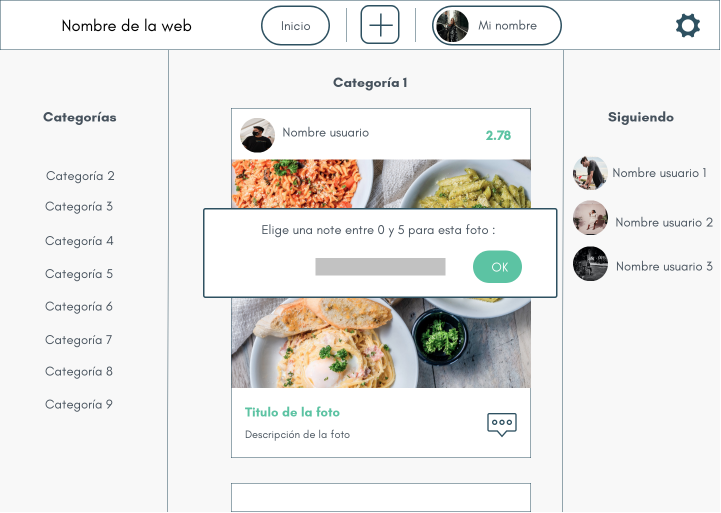 Nombre de la web
Inicio
Mi nombre
Categorías
Categoría 2
Categoría 3
Categoría 4
Categoría 5
Categoría 6
Categoría 7
Categoría 8
Categoría 9
Categoría 1
Nombre usuario
2.78
Elige una note entre 0 y 5 para esta foto :
OK
Titulo de la foto
Descripción de la foto
Siguiendo
Nombre usuario 1
Nombre usuario 2
Nombre usuario 3